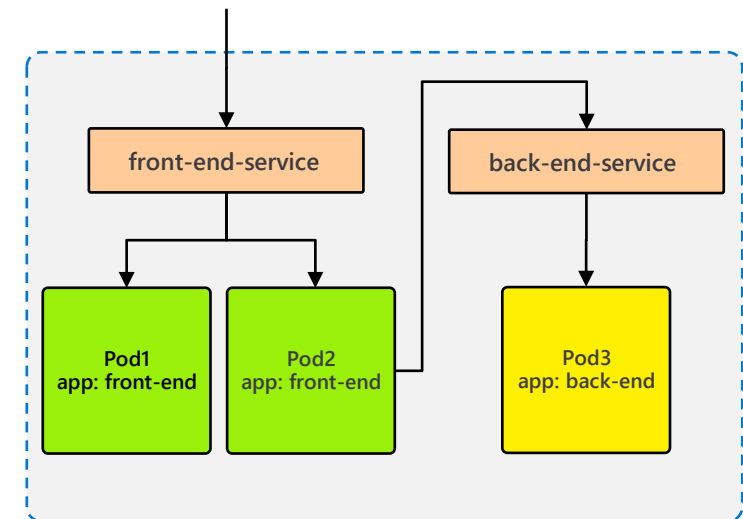 front-end-service
back-end-service
Pod1
app: front-end
Pod2
app: front-end
Pod3
app: back-end